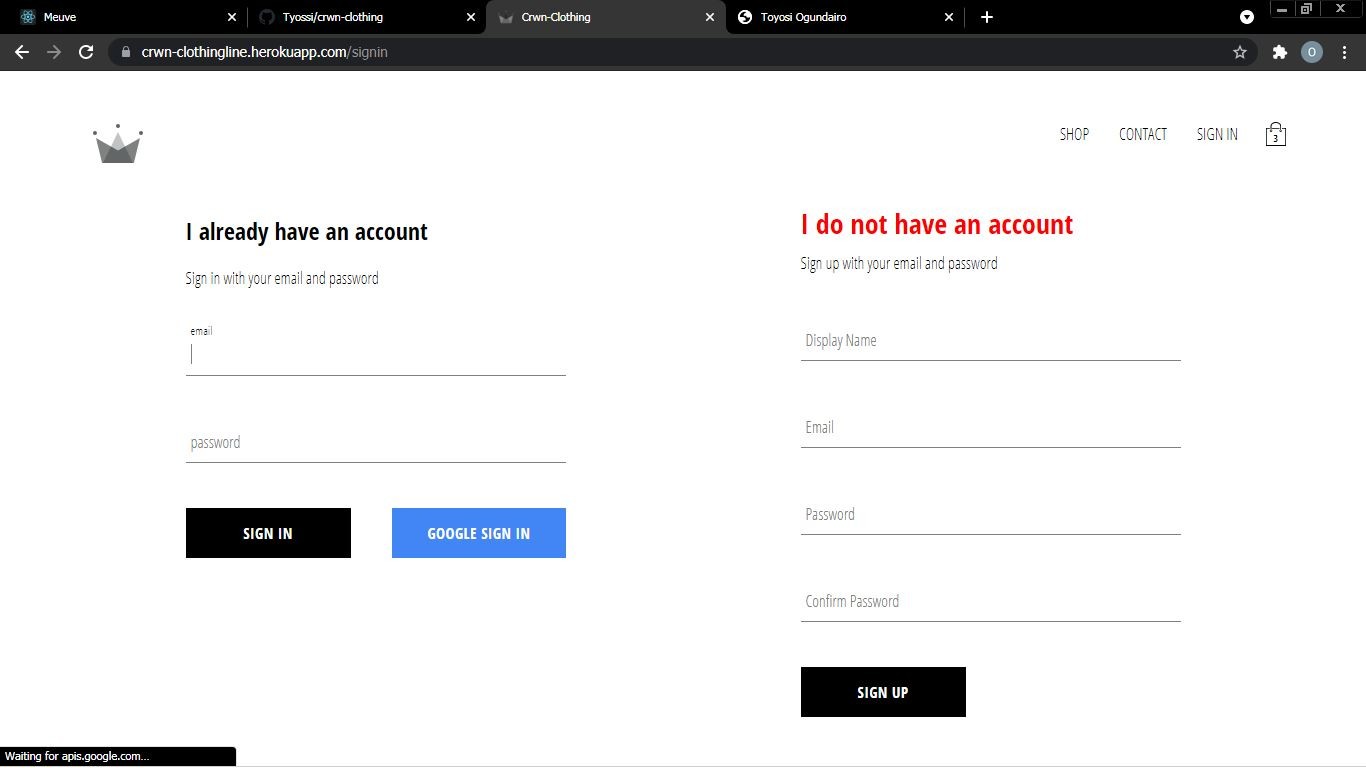 Meuve
Tyossi/crwn-clothing
Crwn-Clothing
Toyosi Ogundairo
crwn-clothingline.herokuapp.com/signin
O
SHOP
CONTACT
SIGN IN
3
I already have an account
Sign in with your email and password
email
password
SIGN IN
GOOGLE SIGN IN
I do not have an account
Sign up with your email and password
Display Name
Email
Password
Confirm Password
SIGN UP
Waiting for apis.google.com...